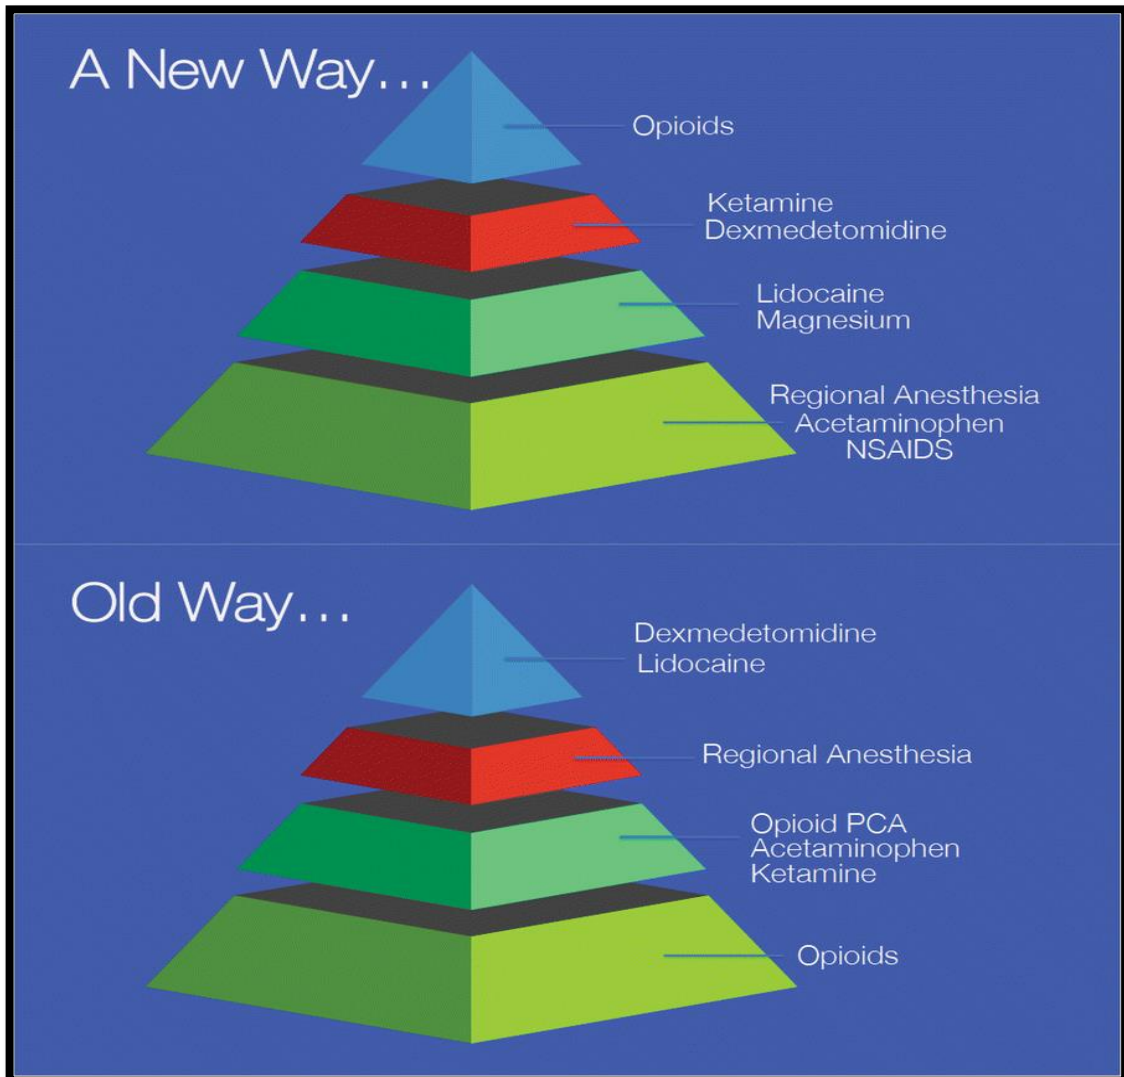 A New Way...
Opioids
Ketamine
Dexmedetomidine
Lidocaine
Magnesium
Regional Anesthesia
Acetaminophen
NSAIDS
Old Way...
Dexmedetomidine
Lidocaine
Regional Anesthesia
Opioid PCA
Acetaminophen
Ketamine
Opioids